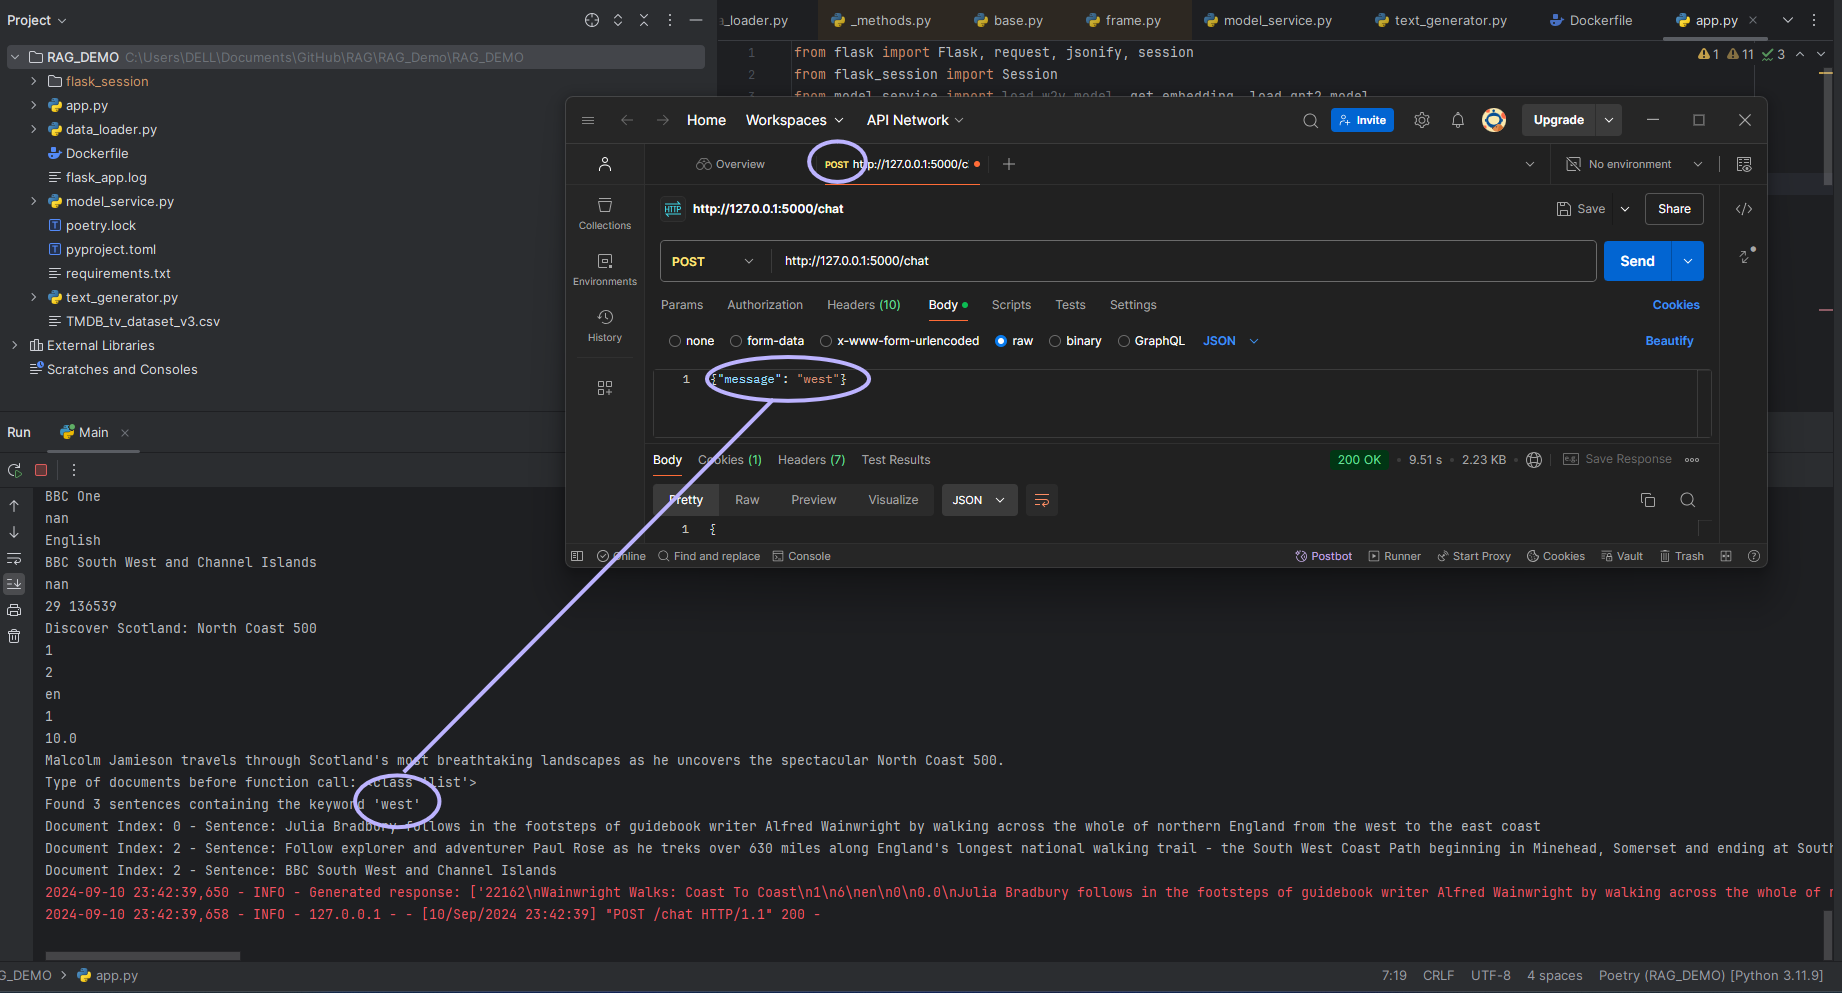 Project
a_loader.py
_methods.py
base.py
frame.py
model_service.py
text_generator.py
Dockerfile
app.py
RAG_DEMO C:\Users\DELL\Documents\GitHub\RAG\RAG_Demo\RAG_DEMO
flask_session
app.py
data_loader.py
Dockerfile
flask_app.log
model_service.py
poetry.lock
pyproject.toml
requirements.txt
text_generator.py
TMDB_tv_dataset_v3.csv
External Libraries
Scratches and Consoles
1 from flask import Flask, request, jsonify, session
2 from flask_session import Session
3 from model_service import load_w2v_model, get_embedding, load_gpt2_model
1 11 3
Home Workspaces API Network Invite Upgrade
Overview POST http://127.0.0.1:5000/c No environment
Collections
Environments
History
HTTP http://127.0.0.1:5000/chat Save Share
POST http://127.0.0.1:5000/chat Send
Params Authorization Headers (10) Body Scripts Tests Settings Cookies
none form-data x-www-form-urlencoded raw binary GraphQL JSON Beautify
1 {"message": "west"}
Body Cookies (1) Headers (7) Test Results 200 OK 9.51 s 2.23 KB Save Response
Pretty Raw Preview Visualize JSON
1 {
Online Find and replace Console Postbot Runner Start Proxy Cookies Vault Trash
Run Main
BBC One
nan
English
BBC South West and Channel Islands
nan
29 136539
Discover Scotland: North Coast 500
1
2
en
1
10.0
Malcolm Jamieson travels through Scotland's most breathtaking landscapes as he uncovers the spectacular North Coast 500.
Type of documents before function call: <class 'list'>
Found 3 sentences containing the keyword 'west'
Document Index: 0 - Sentence: Julia Bradbury follows in the footsteps of guidebook writer Alfred Wainwright by walking across the whole of northern England from the west to the east coast
Document Index: 2 - Sentence: Follow explorer and adventurer Paul Rose as he treks over 630 miles along England's longest national walking trail - the South West Coast Path beginning in Minehead, Somerset and ending at South
Document Index: 2 - Sentence: BBC South West and Channel Islands
2024-09-10 23:42:39,650 - INFO - Generated response: ['22162\nWainwright Walks: Coast To Coast\n1\n6\nen\n0\n0.0\nJulia Bradbury follows in the footsteps of guidebook writer Alfred Wainwright by walking across the whole of n
2024-09-10 23:42:39,658 - INFO - 127.0.0.1 - - [10/Sep/2024 23:42:39] "POST /chat HTTP/1.1" 200 -
G_DEMO > app.py 7:19 CRLF UTF-8 4 spaces Poetry (RAG_DEMO) [Python 3.11.9]